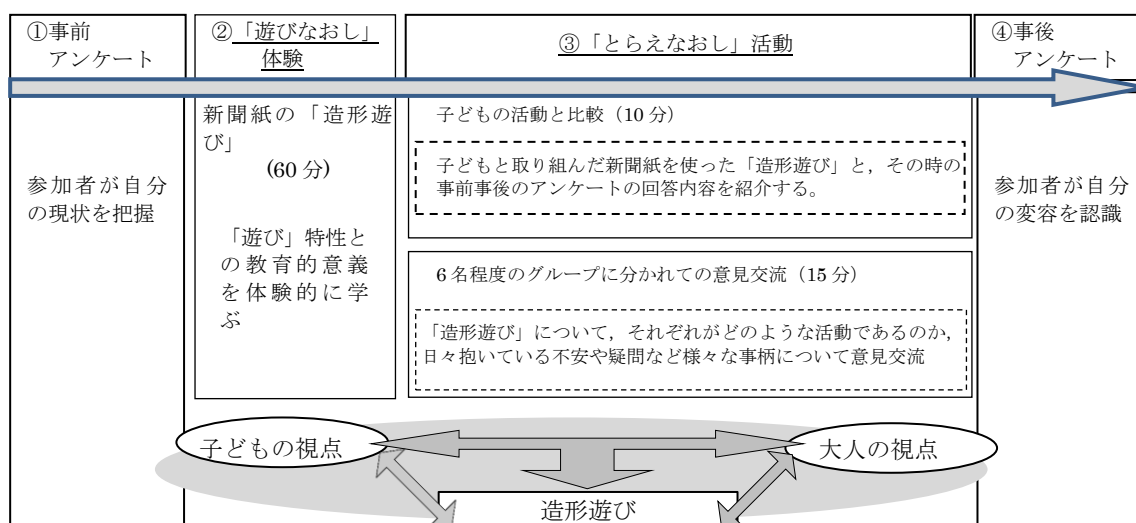 ①事前
アンケート
参加者が自分
の現状を把握
②「遊びなおし」
体験
新聞紙の「造形遊
び」
(60 分)
「遊び」特性と
の教育的意義
を体験的に学
ぶ
③「とらえなおし」活動
子どもの活動と比較（10 分）
子どもと取り組んだ新聞紙を使った「造形遊び」と，その時の
事前事後のアンケートの回答内容を紹介する。
6 名程度のグループに分かれての意見交流（15 分）
「造形遊び」について，それぞれがどのような活動であるのか，
日々抱いている不安や疑問など様々な事柄について意見交流
④事後
アンケート
参加者が自分
の変容を認識
子どもの視点
大人の視点
造形遊び